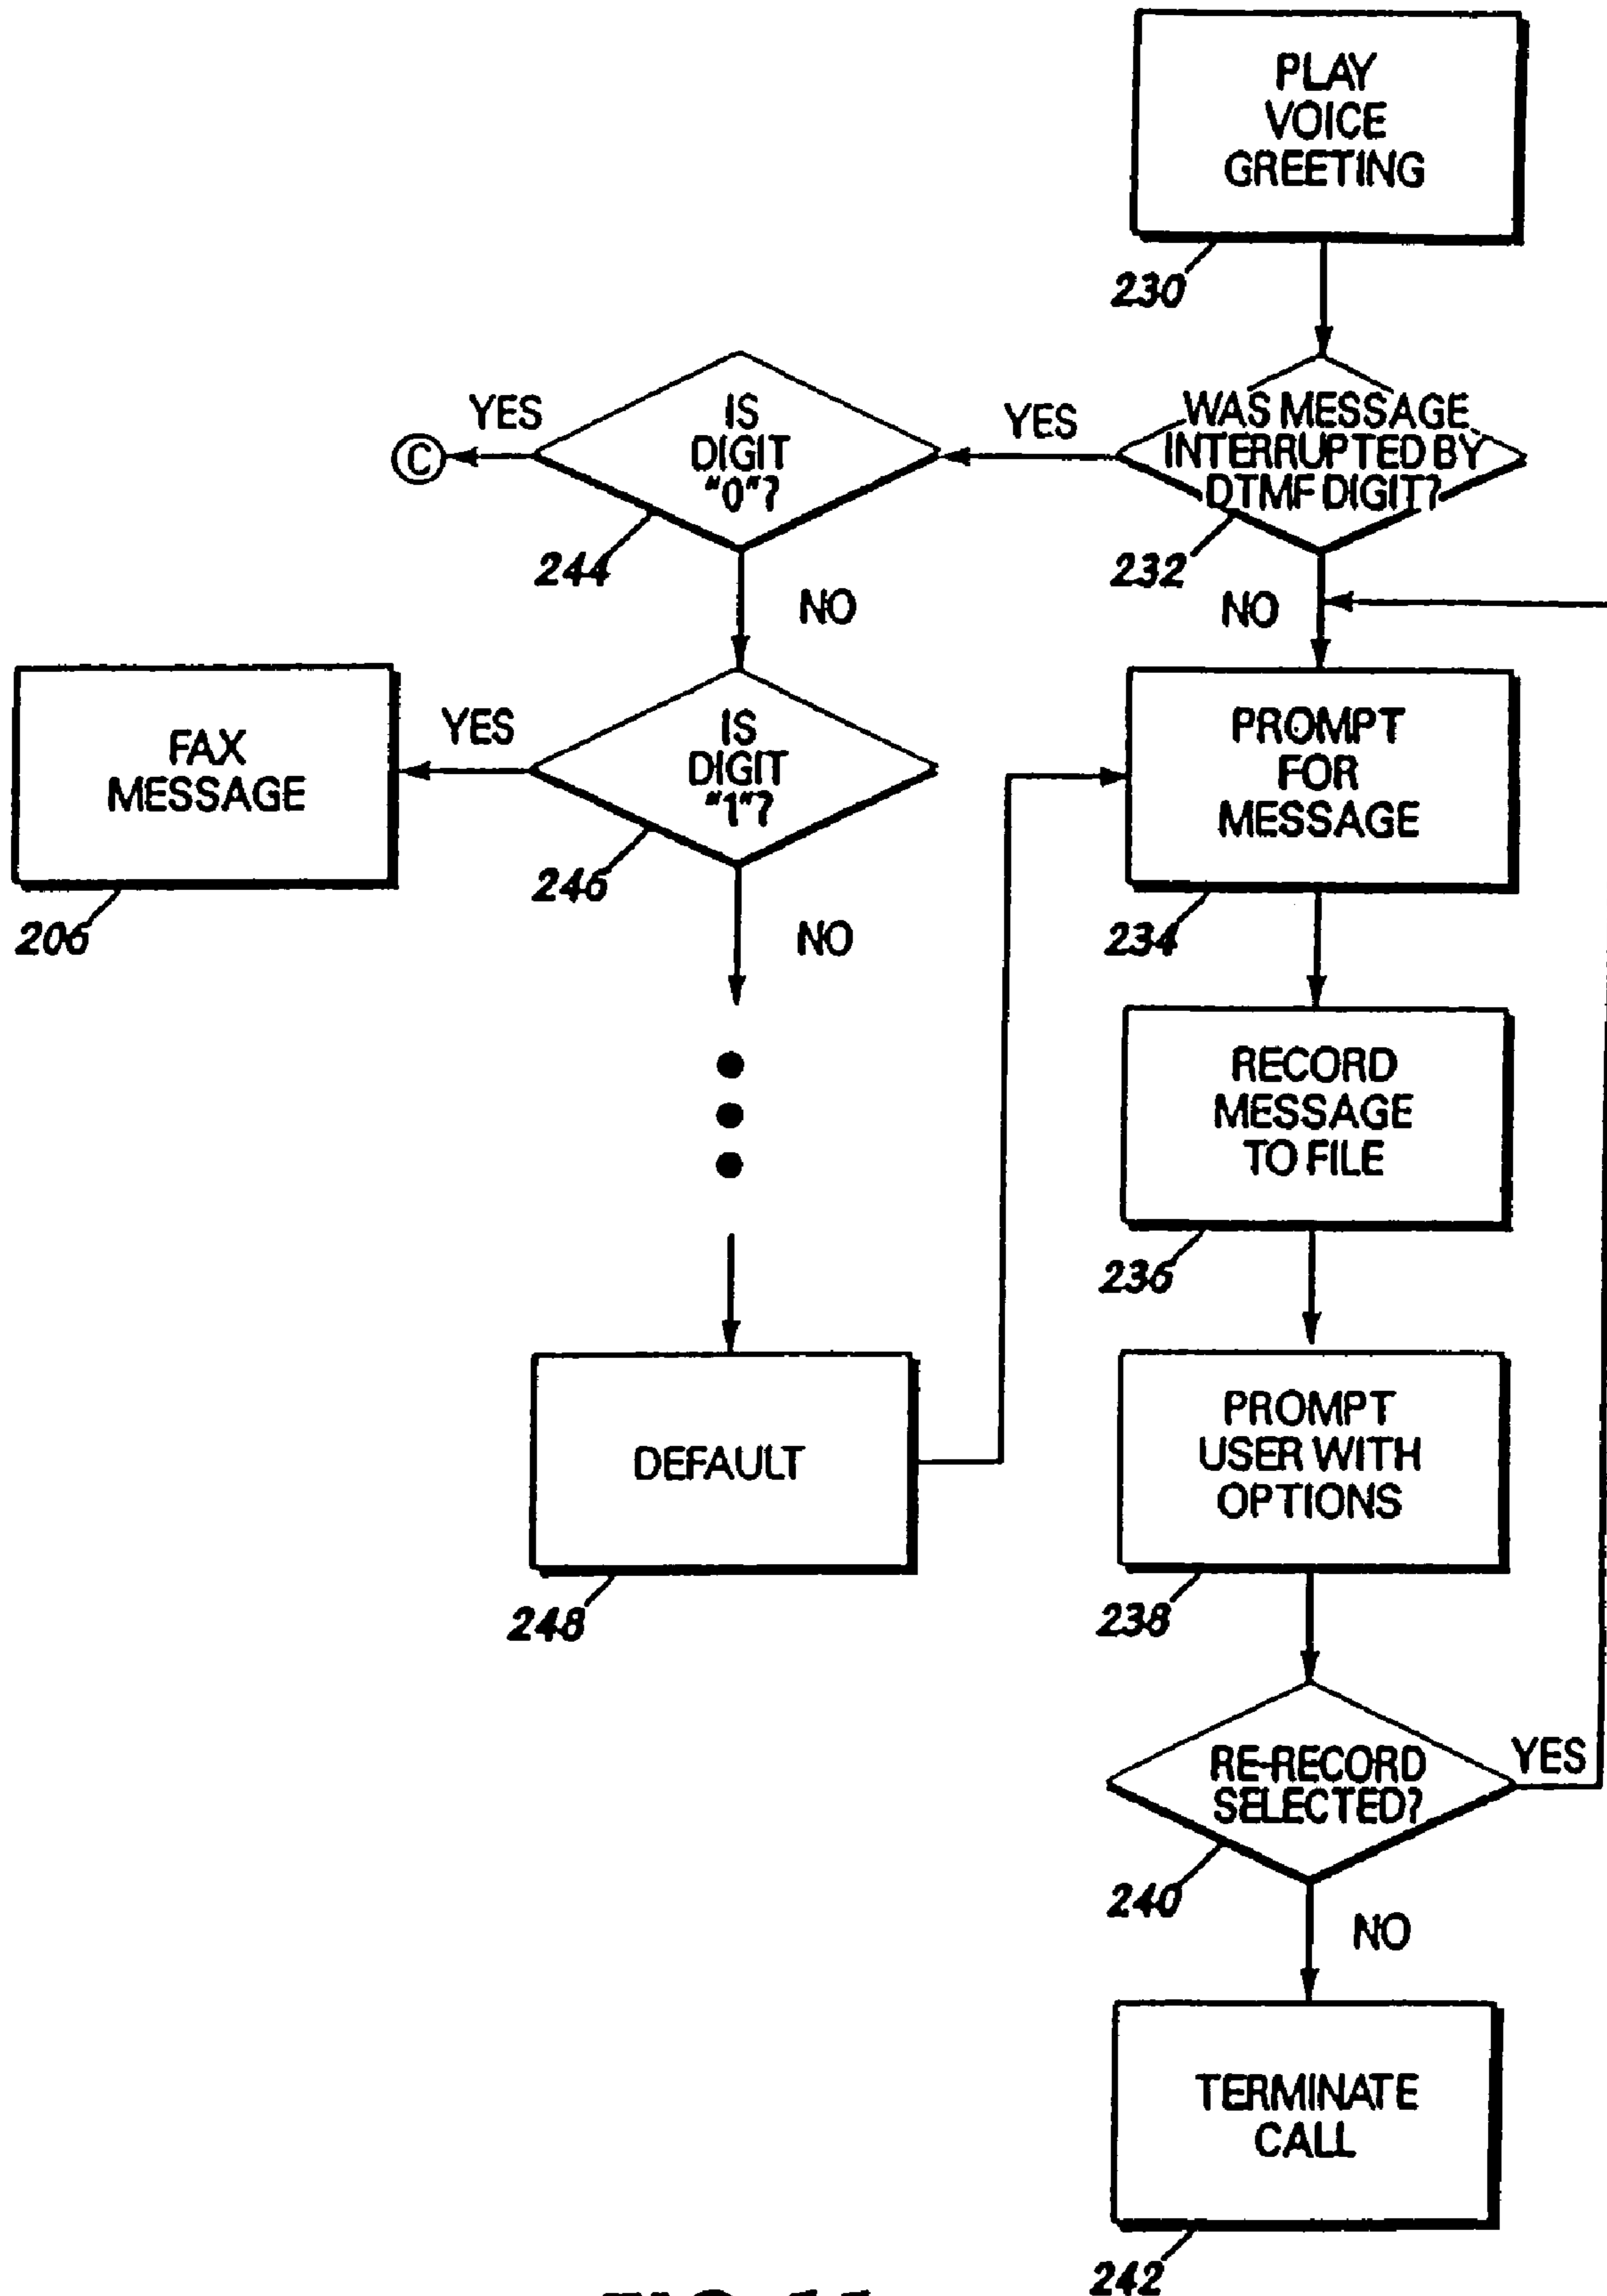 PLAY
VOICE
GREETING
230
WAS MESSAGE
INTERRUPTED BY
DTMF DIGIT?
232
YES
NO
IS
DIGIT
"0"?
244
YES
C
NO
IS
DIGIT
"1"?
246
YES
FAX
MESSAGE
206
NO
DEFAULT
248
PROMPT
FOR
MESSAGE
234
RECORD
MESSAGE
TO FILE
236
PROMPT
USER WITH
OPTIONS
238
RE-RECORD
SELECTED?
240
YES
NO
TERMINATE
CALL
242